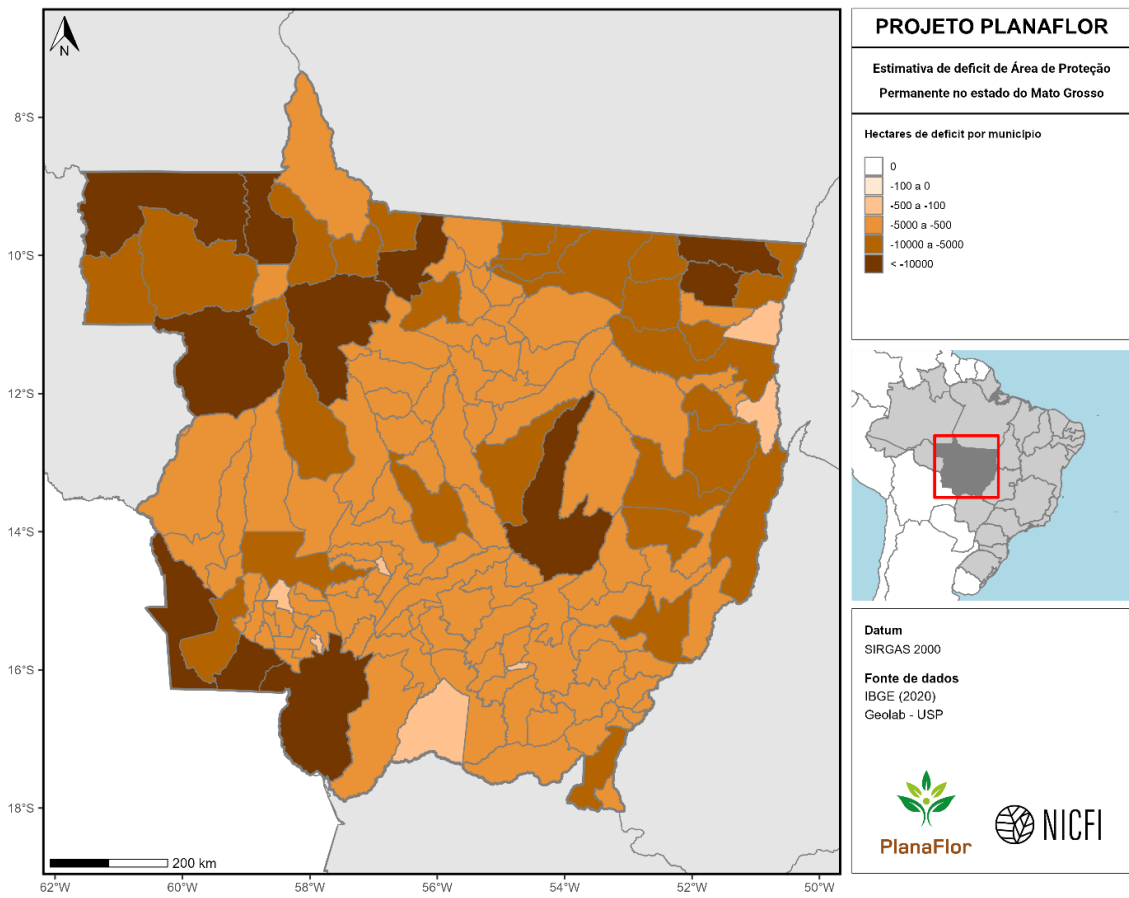 PROJETO PLANAFLOR
Estimativa de deficit de Área de Proteção
Permanente no estado do Mato Grosso
Hectares de deficit por município
0
-100 a 0
-500 a -100
-5000 a -500
-10000 a -5000
< -10000
N
8°S
10°S
12°S
14°S
16°S
18°S
200 km
62°W
60°W
58°W
56°W
54°W
52°W
50°W
Datum
SIRGAS 2000
Fonte de dados
IBGE (2020)
Geolab - USP
PlanaFlor
NICFI